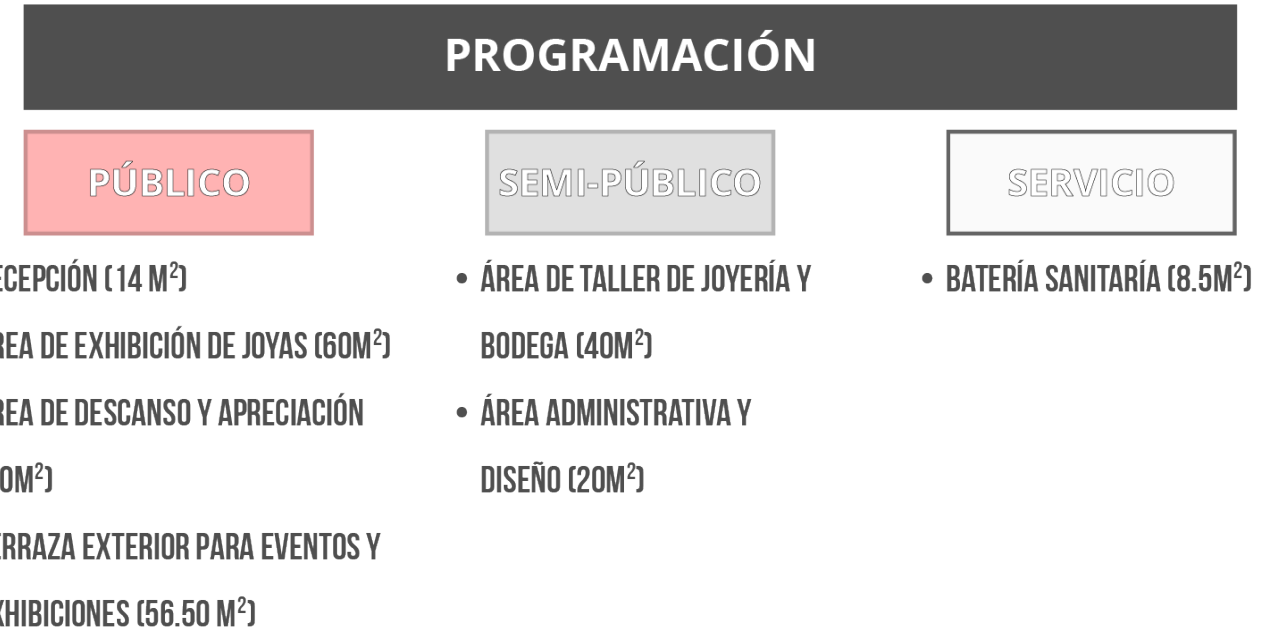 PROGRAMACIÓN
PÚBLICO
SEMI-PÚBLICO
SERVICIO
ECEPCIÓN (14 M²)
REA DE EXHIBICIÓN DE JOYAS (60M²)
REA DE DESCANSO Y APRECIACIÓN
0M²)
ERRAZA EXTERIOR PARA EVENTOS Y
XHIBICIONES (56.50 M²)
• ÁREA DE TALLER DE JOYERÍA Y
BODEGA (40M²)
• ÁREA ADMINISTRATIVA Y
DISEÑO (20M²)
• BATERÍA SANITARÍA (8.5M²)